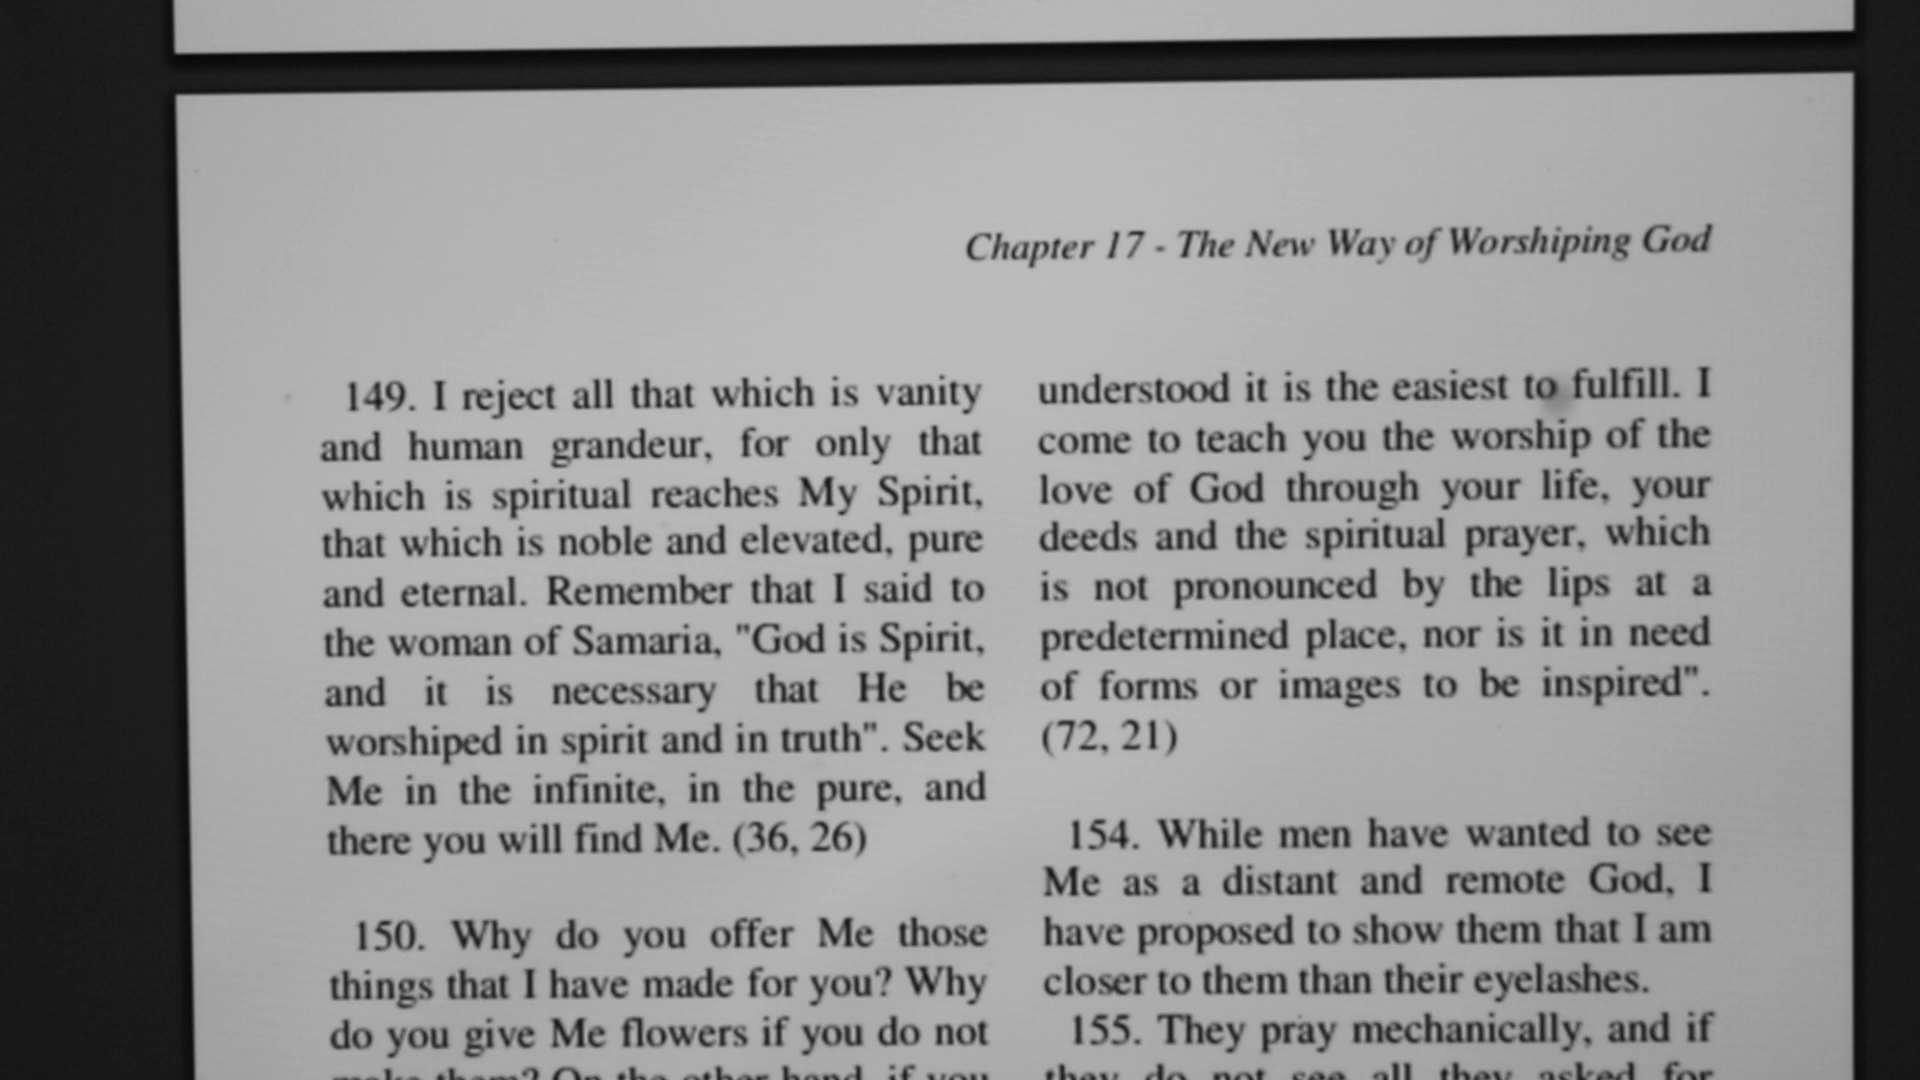 Chapter 17 - The New Way of Worshiping God
149. I reject all that which is vanity
and human grandeur, for only that
which is spiritual reaches My Spirit,
that which is noble and elevated, pure
and eternal. Remember that I said to
the woman of Samaria, "God is Spirit,
and it is necessary that He be
worshiped in spirit and in truth". Seek
Me in the infinite, in the pure, and
there you will find Me. (36, 26)
150. Why do you offer Me those
things that I have made for you? Why
do you give Me flowers if you do not
make them? On the other hand, if you
understood it is the easiest to fulfill. I
come to teach you the worship of the
love of God through your life, your
deeds and the spiritual prayer, which
is not pronounced by the lips at a
predetermined place, nor is it in need
of forms or images to be inspired".
(72, 21)
154. While men have wanted to see
Me as a distant and remote God, I
have proposed to show them that I am
closer to them than their eyelashes.
155. They pray mechanically, and if
they do not see all they asked for